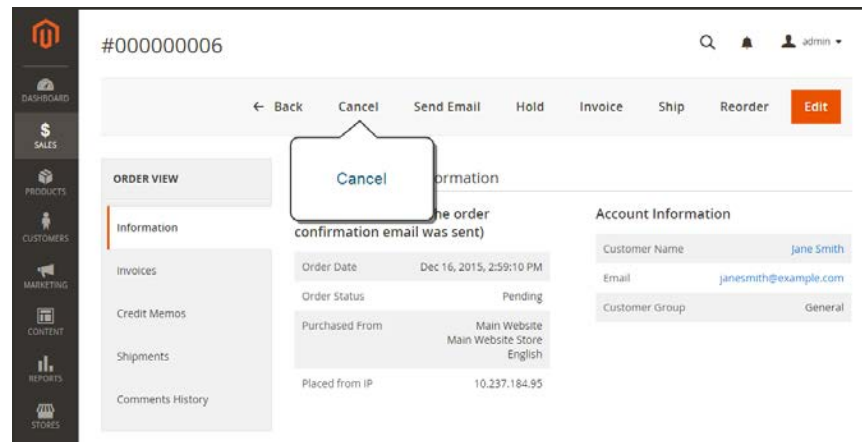 #000000006
admin
DASHBOARD
$
SALES
PRODUCTS
CUSTOMERS
MARKETING
CONTENT
REPORTS
STORES
← Back Cancel Send Email Hold Invoice Ship Reorder Edit
Cancel
ORDER VIEW
Information
Invoices
Credit Memos
Shipments
Comments History
ormation
he order
confirmation email was sent)
Order Date Dec 16, 2015, 2:59:10 PM
Order Status Pending
Purchased From Main Website
Main Website Store
English
Placed from IP 10.237.184.95
Account Information
Customer Name Jane Smith
Email janesmith@example.com
Customer Group General